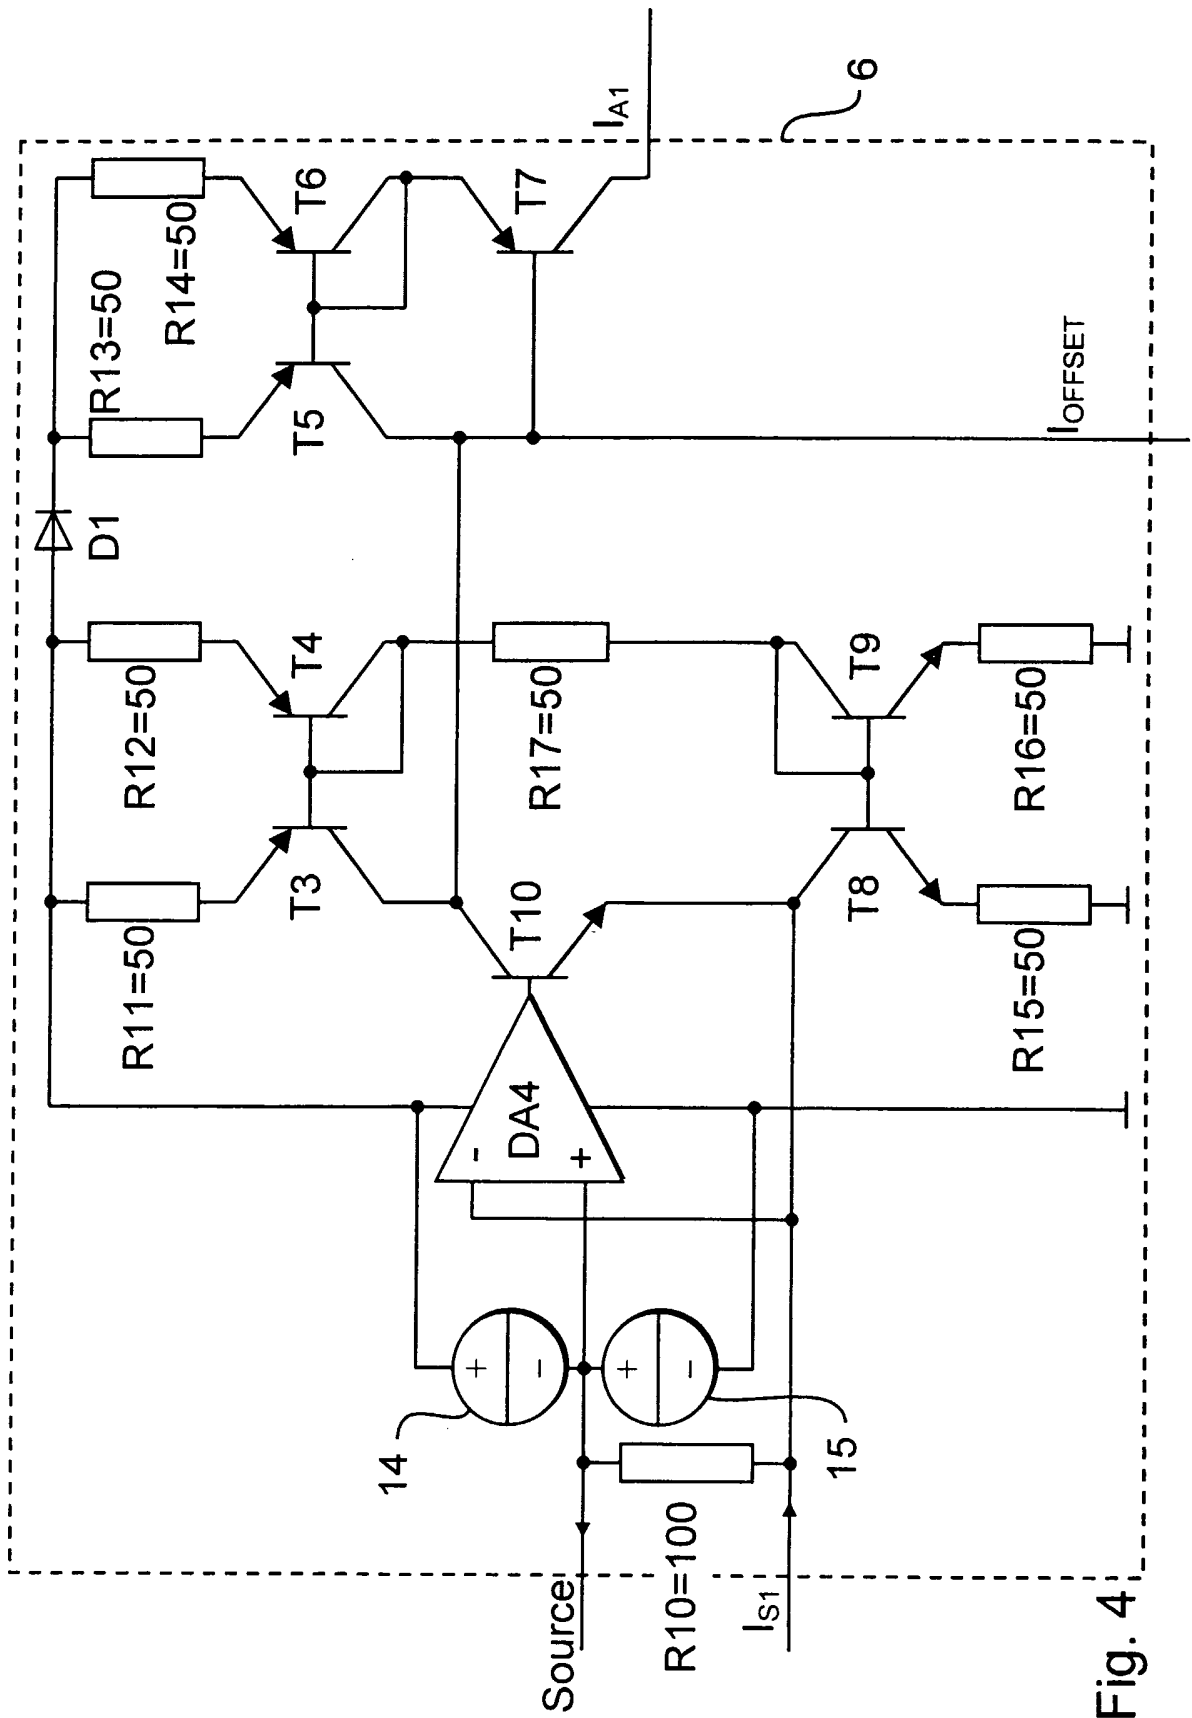 Fig. 4
Source
R10=100
I_S1
14
15
-
+
DA4
+
-
+
-
T10
R11=50
T3
R12=50
T4
R17=50
T8
T9
R15=50
R16=50
D1
R13=50
R14=50
T5
T6
T7
I_A1
I_OFFSET
6